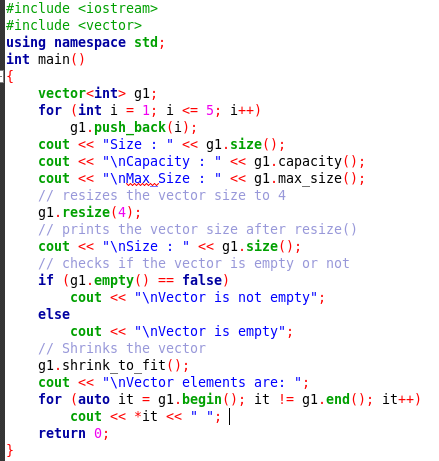 #include <iostream>
#include <vector>
using namespace std;
int main()
{
    vector<int> g1;
    for (int i = 1; i <= 5; i++)
        g1.push_back(i);
    cout << "Size : " << g1.size();
    cout << "\nCapacity : " << g1.capacity();
    cout << "\nMax_Size : " << g1.max_size();
    // resizes the vector size to 4
    g1.resize(4);
    // prints the vector size after resize()
    cout << "\nSize : " << g1.size();
    // checks if the vector is empty or not
    if (g1.empty() == false)
        cout << "\nVector is not empty";
    else
        cout << "\nVector is empty";
    // Shrinks the vector
    g1.shrink_to_fit();
    cout << "\nVector elements are: ";
    for (auto it = g1.begin(); it != g1.end(); it++)
        cout << *it << " ";
    return 0;
}